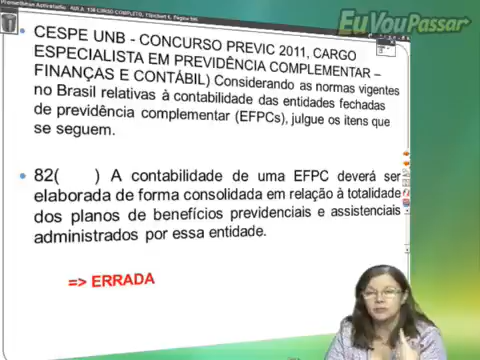 EuVouPassar
CESPE UNB - CONCURSO PREVIC 2011, CARGO
ESPECIALISTA EM PREVIDÊNCIA COMPLEMENTAR –
FINANÇAS E CONTÁBIL) Considerando as normas vigentes
no Brasil relativas à contabilidade das entidades fechadas
de previdência complementar (EFPCs), julgue os itens que
se seguem.
82( ) A contabilidade de uma EFPC deverá ser
elaborada de forma consolidada em relação à totalidade
dos planos de benefícios previdenciais e assistenciais
administrados por essa entidade.
=> ERRADA